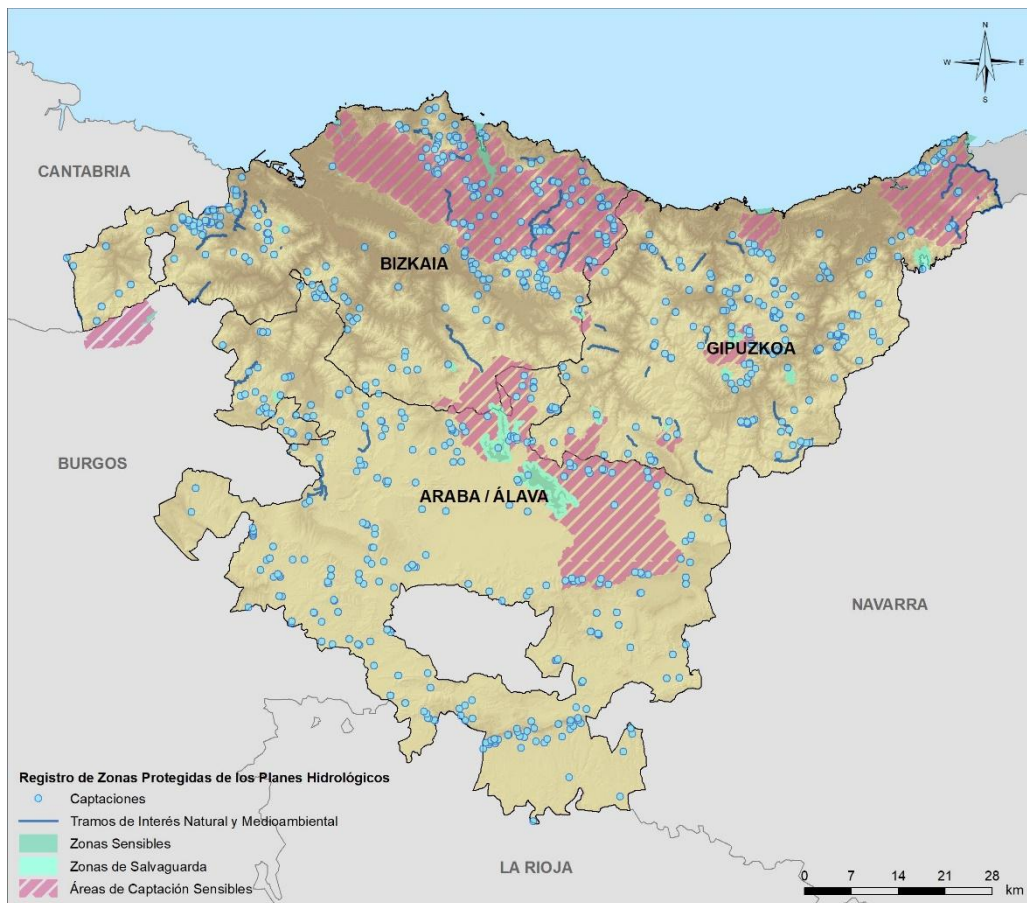 N
W E
S
CANTABRIA
BIZKAIA
GIPUZKOA
BURGOS
ARABA / ÁLAVA
NAVARRA
LA RIOJA
Registro de Zonas Protegidas de los Planes Hidrológicos
Captaciones
Tramos de Interés Natural y Medioambiental
Zonas Sensibles
Zonas de Salvaguarda
Áreas de Captación Sensibles
0 7 14 21 28
km